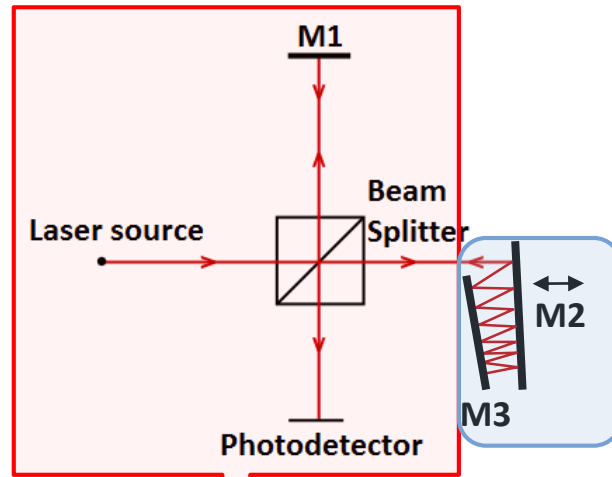 M1
Beam
Splitter
Laser source
M2
M3
Photodetector